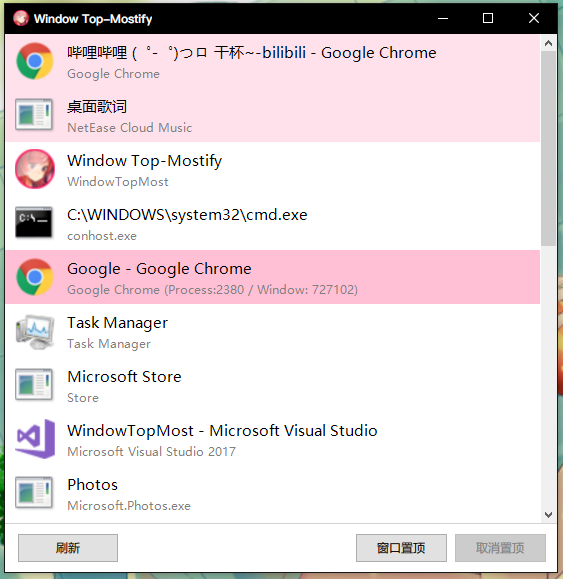 Window Top-Mostify
哔哩哔哩 (゜-゜)つロ 干杯~-bilibili - Google Chrome
Google Chrome
桌面歌词
NetEase Cloud Music
Window Top-Mostify
WindowTopMost
C:\WINDOWS\system32\cmd.exe
conhost.exe
Google - Google Chrome
Google Chrome (Process:2380 / Window: 727102)
Task Manager
Task Manager
Microsoft Store
Store
WindowTopMost - Microsoft Visual Studio
Microsoft Visual Studio 2017
Photos
Microsoft.Photos.exe
刷新 窗口置顶 取消置顶